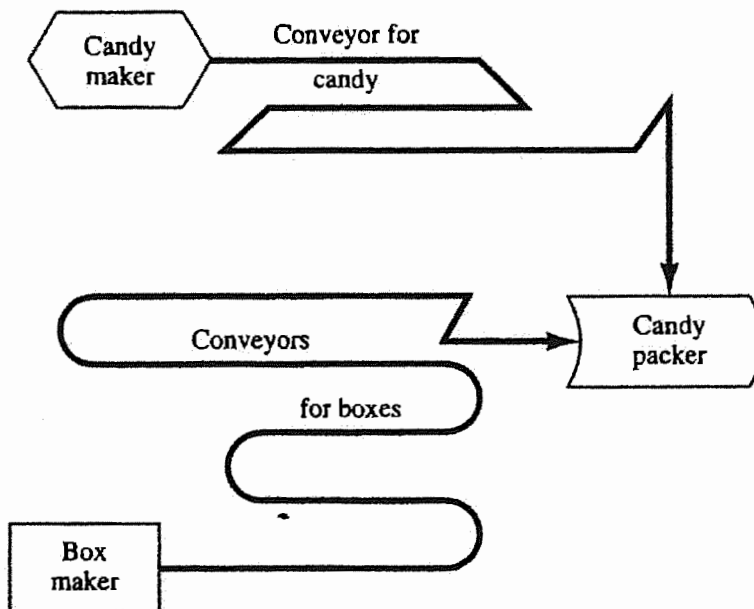 Candy
maker
Conveyor for
candy
Candy
packer
Conveyors
for boxes
Box
maker